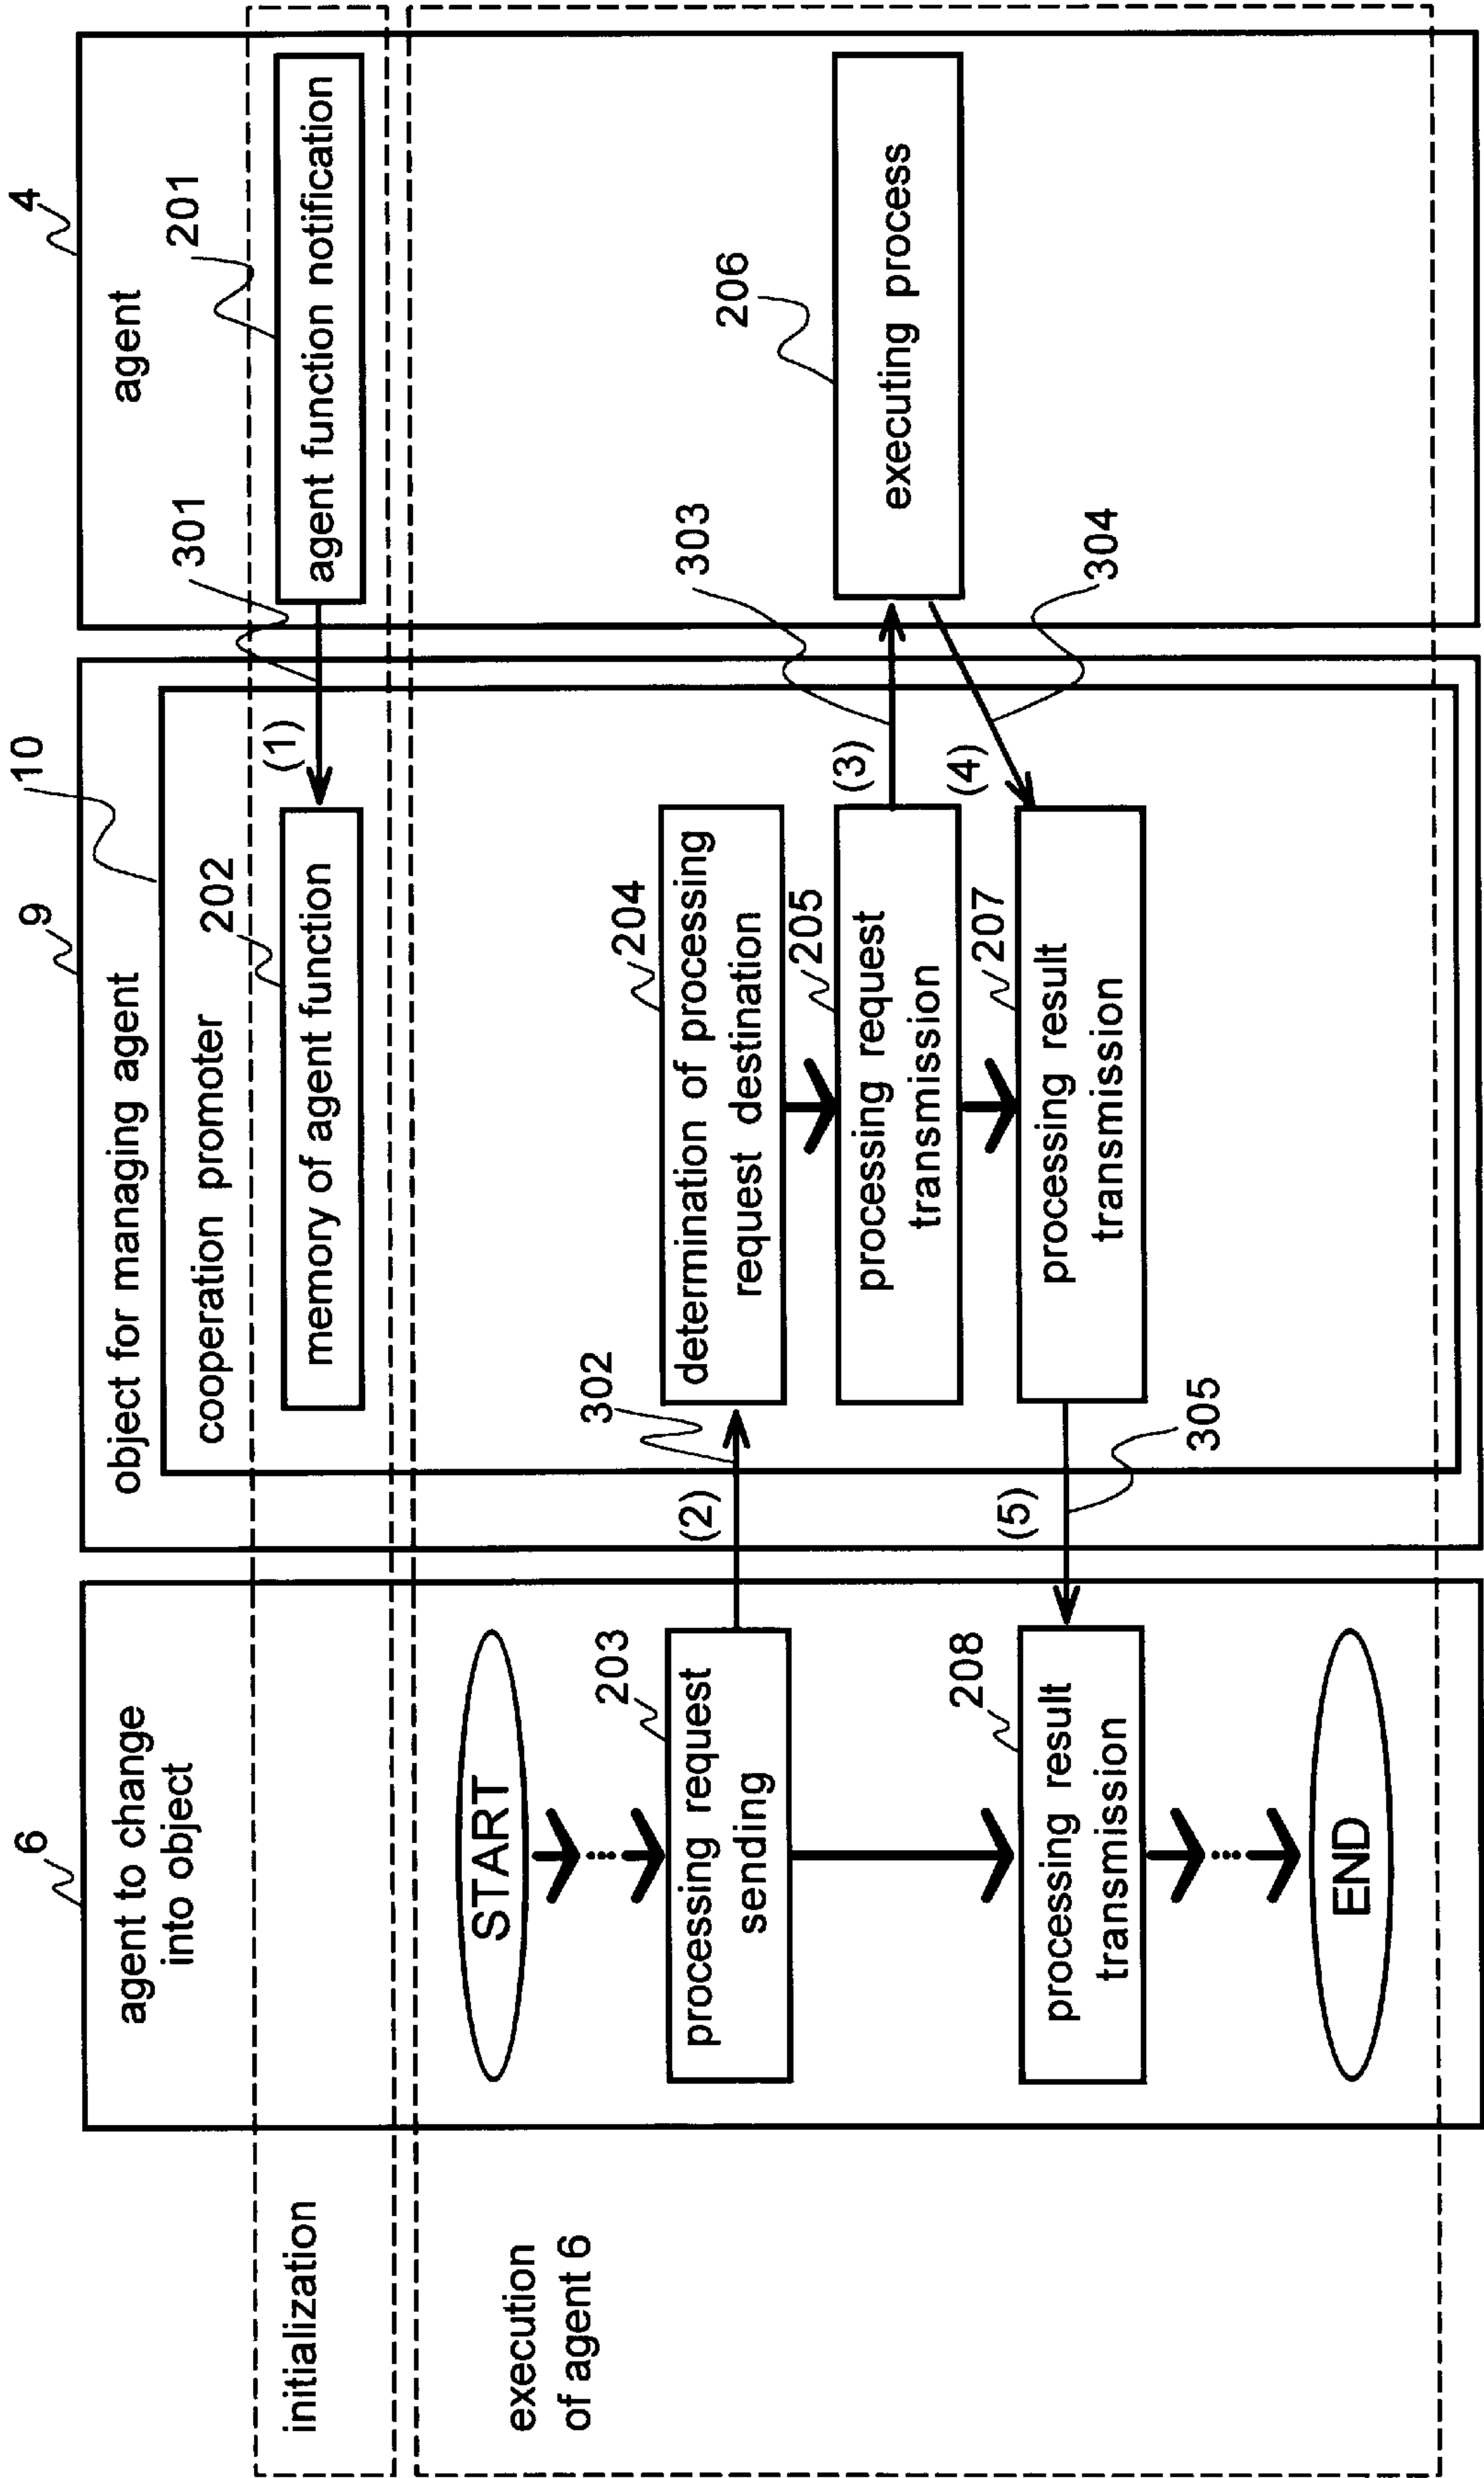 6
agent to change
into object
9
10
object for managing agent
cooperation promoter
4
agent
initialization
202
memory of agent function
(1)
301
201
agent function notification
execution
of agent 6
START
203
processing request
sending
(2)
302
204
determination of processing
request destination
205
processing request
transmission
(3)
303
206
executing process
(4)
304
207
processing result
transmission
(5)
305
208
processing result
transmission
END